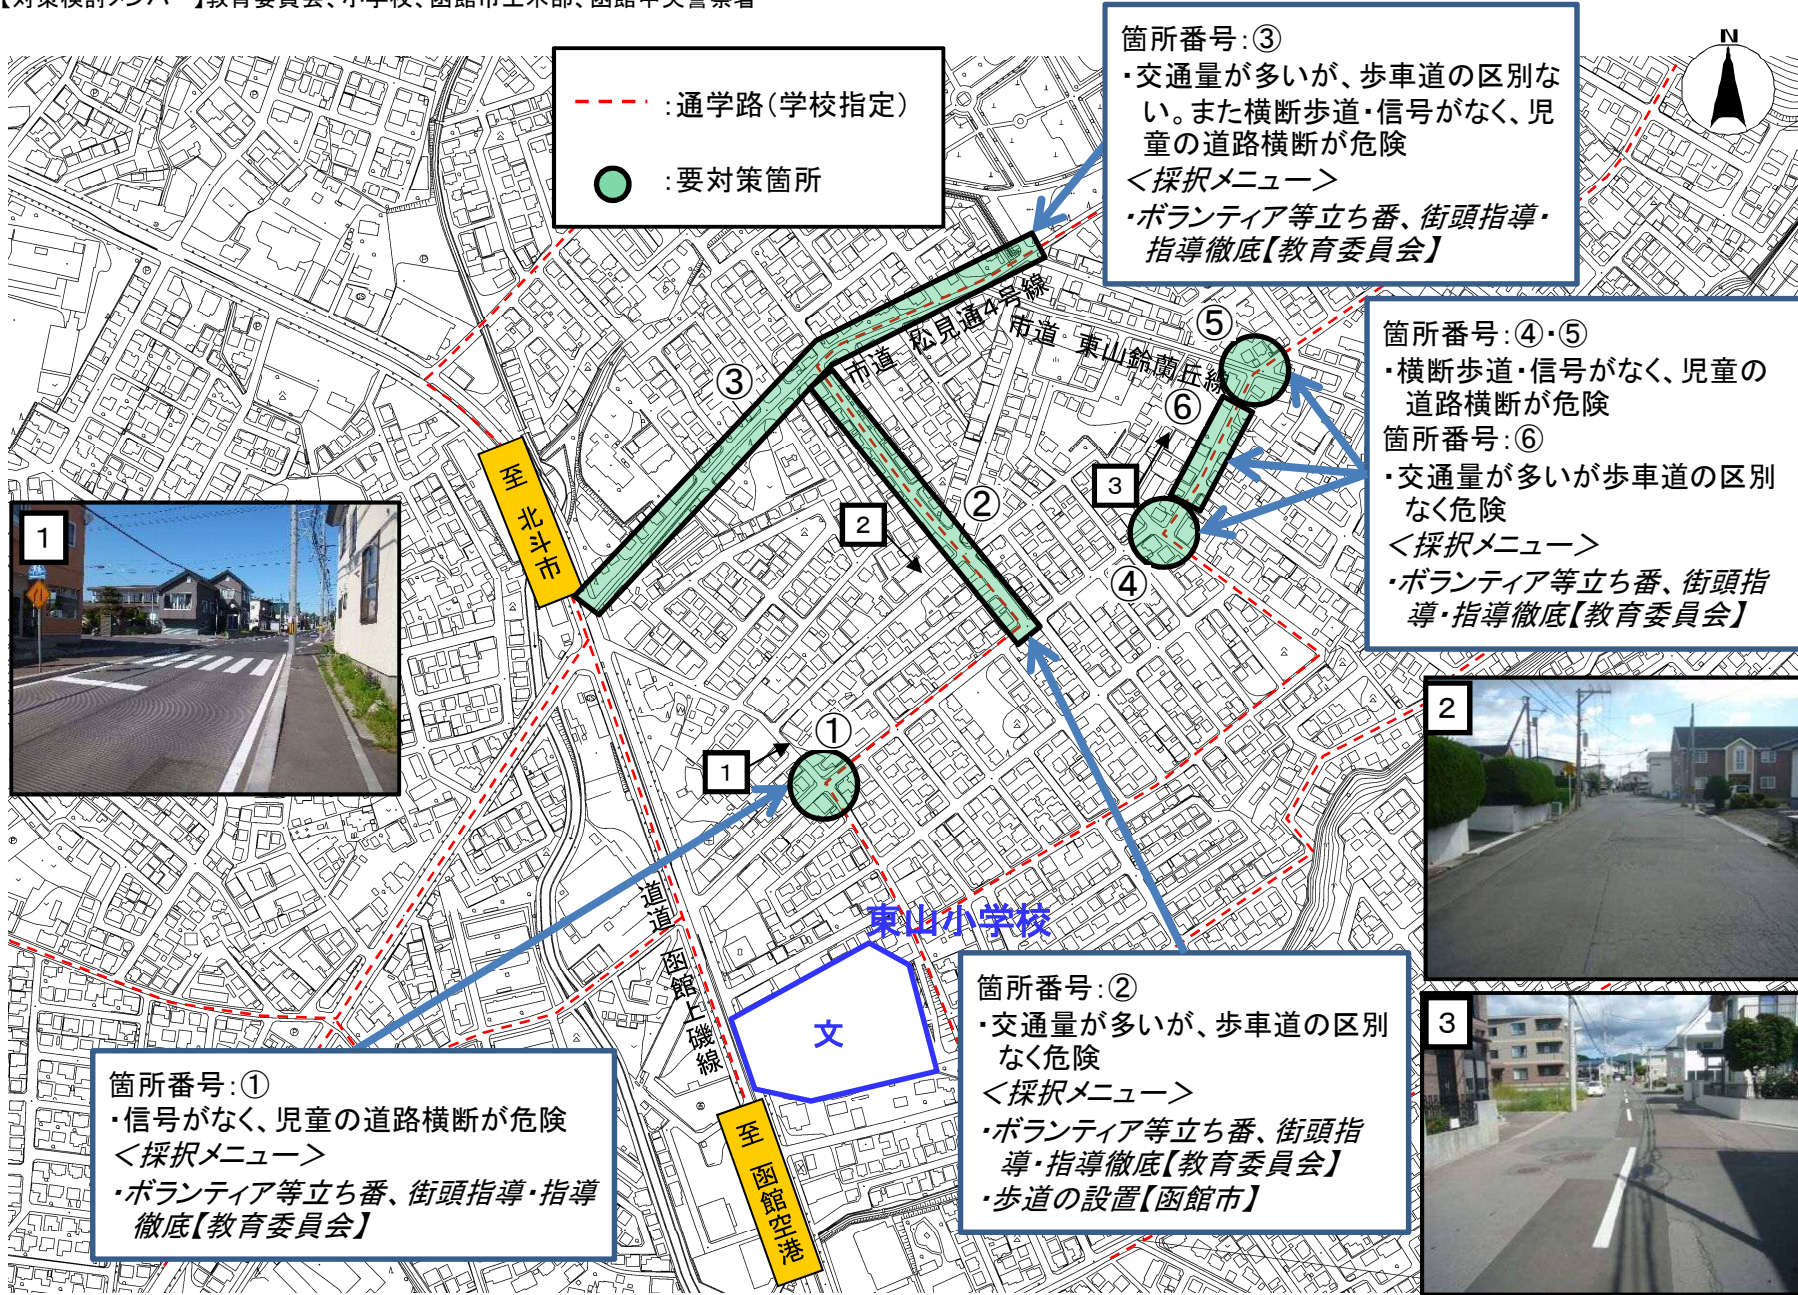 【対策検討メンバー】教育委員会、小学校、函館市土木部、函館中央警察署
：通学路（学校指定）
：要対策箇所
N
箇所番号：③
・交通量が多いが、歩車道の区別な
い。また横断歩道・信号がなく、児
童の道路横断が危険
＜採択メニュー＞
・ボランティア等立ち番、街頭指導・
指導徹底【教育委員会】
箇所番号：④・⑤
・横断歩道・信号がなく、児童の
道路横断が危険
箇所番号：⑥
・交通量が多いが歩車道の区別
なく危険
＜採択メニュー＞
・ボランティア等立ち番、街頭指
導・指導徹底【教育委員会】
市道 松見通4号線
市道 東山鈴蘭丘線
③
②
⑤
⑥
④
①
1
2
3
至 北斗市
1
2
3
道道 函館上磯線
東山小学校
文
至 函館空港
箇所番号：①
・信号がなく、児童の道路横断が危険
＜採択メニュー＞
・ボランティア等立ち番、街頭指導・指導
徹底【教育委員会】
箇所番号：②
・交通量が多いが、歩車道の区別
なく危険
＜採択メニュー＞
・ボランティア等立ち番、街頭指
導・指導徹底【教育委員会】
・歩道の設置【函館市】